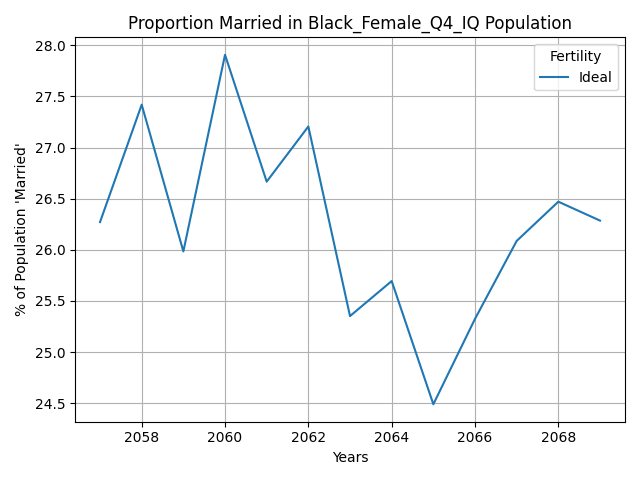 Proportion Married in Black_Female_Q4_IQ Population
% of Population 'Married'
28.0
27.5
27.0
26.5
26.0
25.5
25.0
24.5
Fertility
Ideal
2058 2060 2062 2064 2066 2068
Years